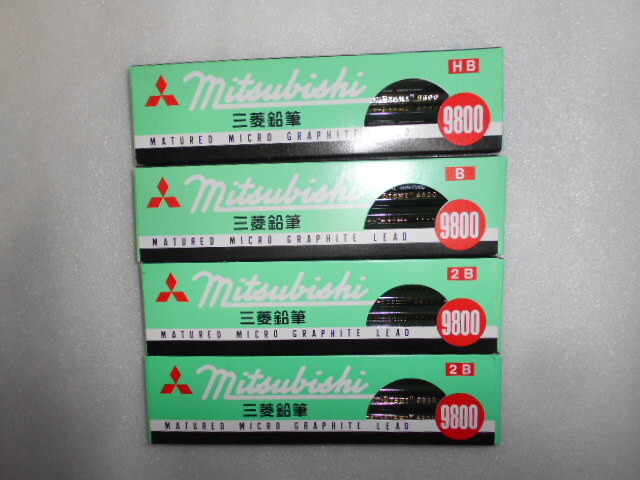 HB
mitsubishi
三菱鉛筆
9800
MATURED MICRO GRAPHITE
B
mitsubishi
三菱鉛筆
9800
MATURED MICRO GRAPHITE LEAD
2B
mitsubishi
三菱鉛筆
9800
MATURED MICRO GRAPHITE LEAD
2B
mitsubishi
三菱鉛筆
9800
MATURED MICRO GRAPHITE LEAD